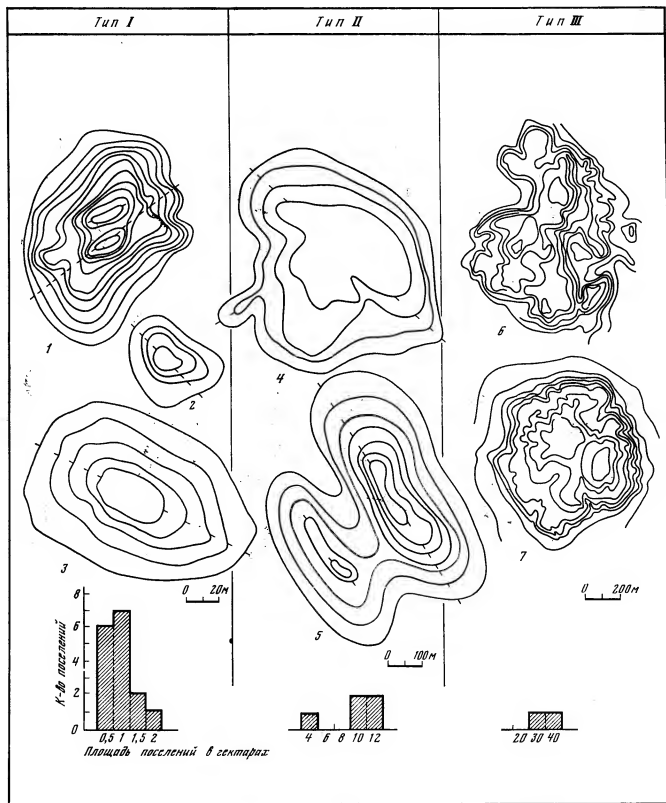 Тип I
Тип II
Тип III
1
2
3
4
5
6
7
0 20м
0 100м
0 200м
К-во поселений
8
6
4
2
0
0,5 1 1,5 2
4 6 8 10 12
20 30 40
Площадь поселений в гектарах